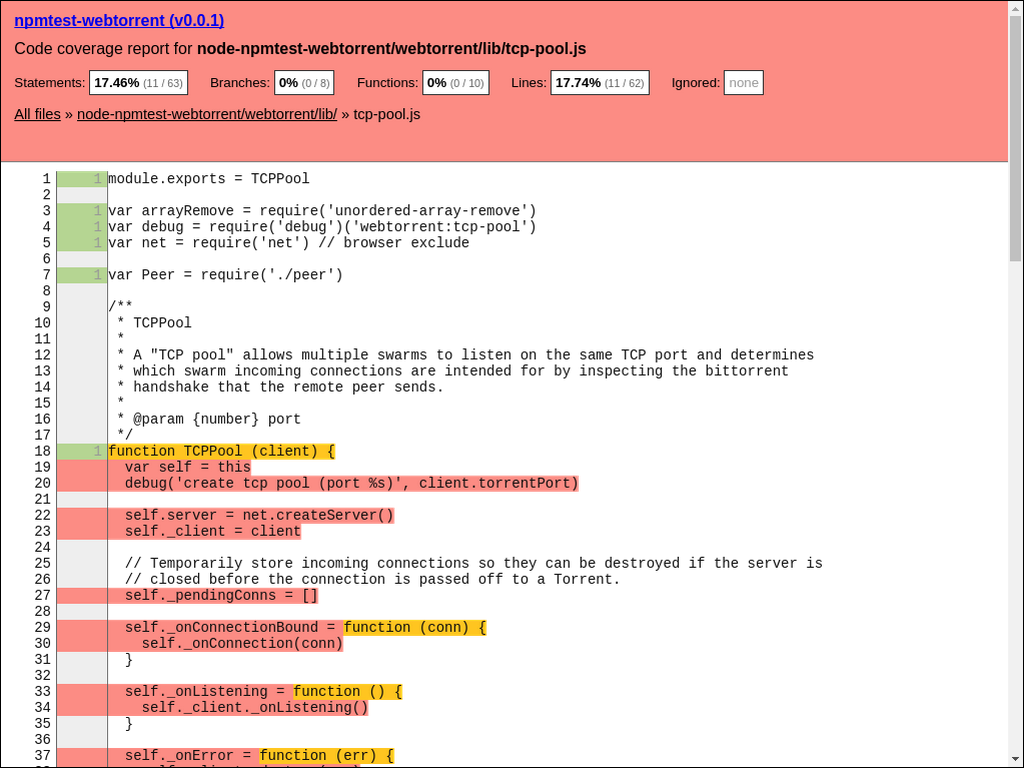 npmtest-webtorrent (v0.0.1)
Code coverage report for node-npmtest-webtorrent/webtorrent/lib/tcp-pool.js
Statements: 17.46% (11 / 63) Branches: 0% (0 / 8) Functions: 0% (0 / 10) Lines: 17.74% (11 / 62) Ignored: none
All files » node-npmtest-webtorrent/webtorrent/lib/ » tcp-pool.js
1 1 module.exports = TCPPool
2
3 1 var arrayRemove = require('unordered-array-remove')
4 1 var debug = require('debug')('webtorrent:tcp-pool')
5 1 var net = require('net') // browser exclude
6
7 1 var Peer = require('./peer')
8
9 /**
10 * TCPPool
11 *
12 * A "TCP pool" allows multiple swarms to listen on the same TCP port and determines
13 * which swarm incoming connections are intended for by inspecting the bittorrent
14 * handshake that the remote peer sends.
15 *
16 * @param {number} port
17 */
18 1 function TCPPool (client) {
19 var self = this
20 debug('create tcp pool (port %s)', client.torrentPort)
21
22 self.server = net.createServer()
23 self._client = client
24
25 // Temporarily store incoming connections so they can be destroyed if the server is
26 // closed before the connection is passed off to a Torrent.
27 self._pendingConns = []
28
29 self._onConnectionBound = function (conn) {
30 self._onConnection(conn)
31 }
32
33 self._onListening = function () {
34 self._client._onListening()
35 }
36
37 self._onError = function (err) {